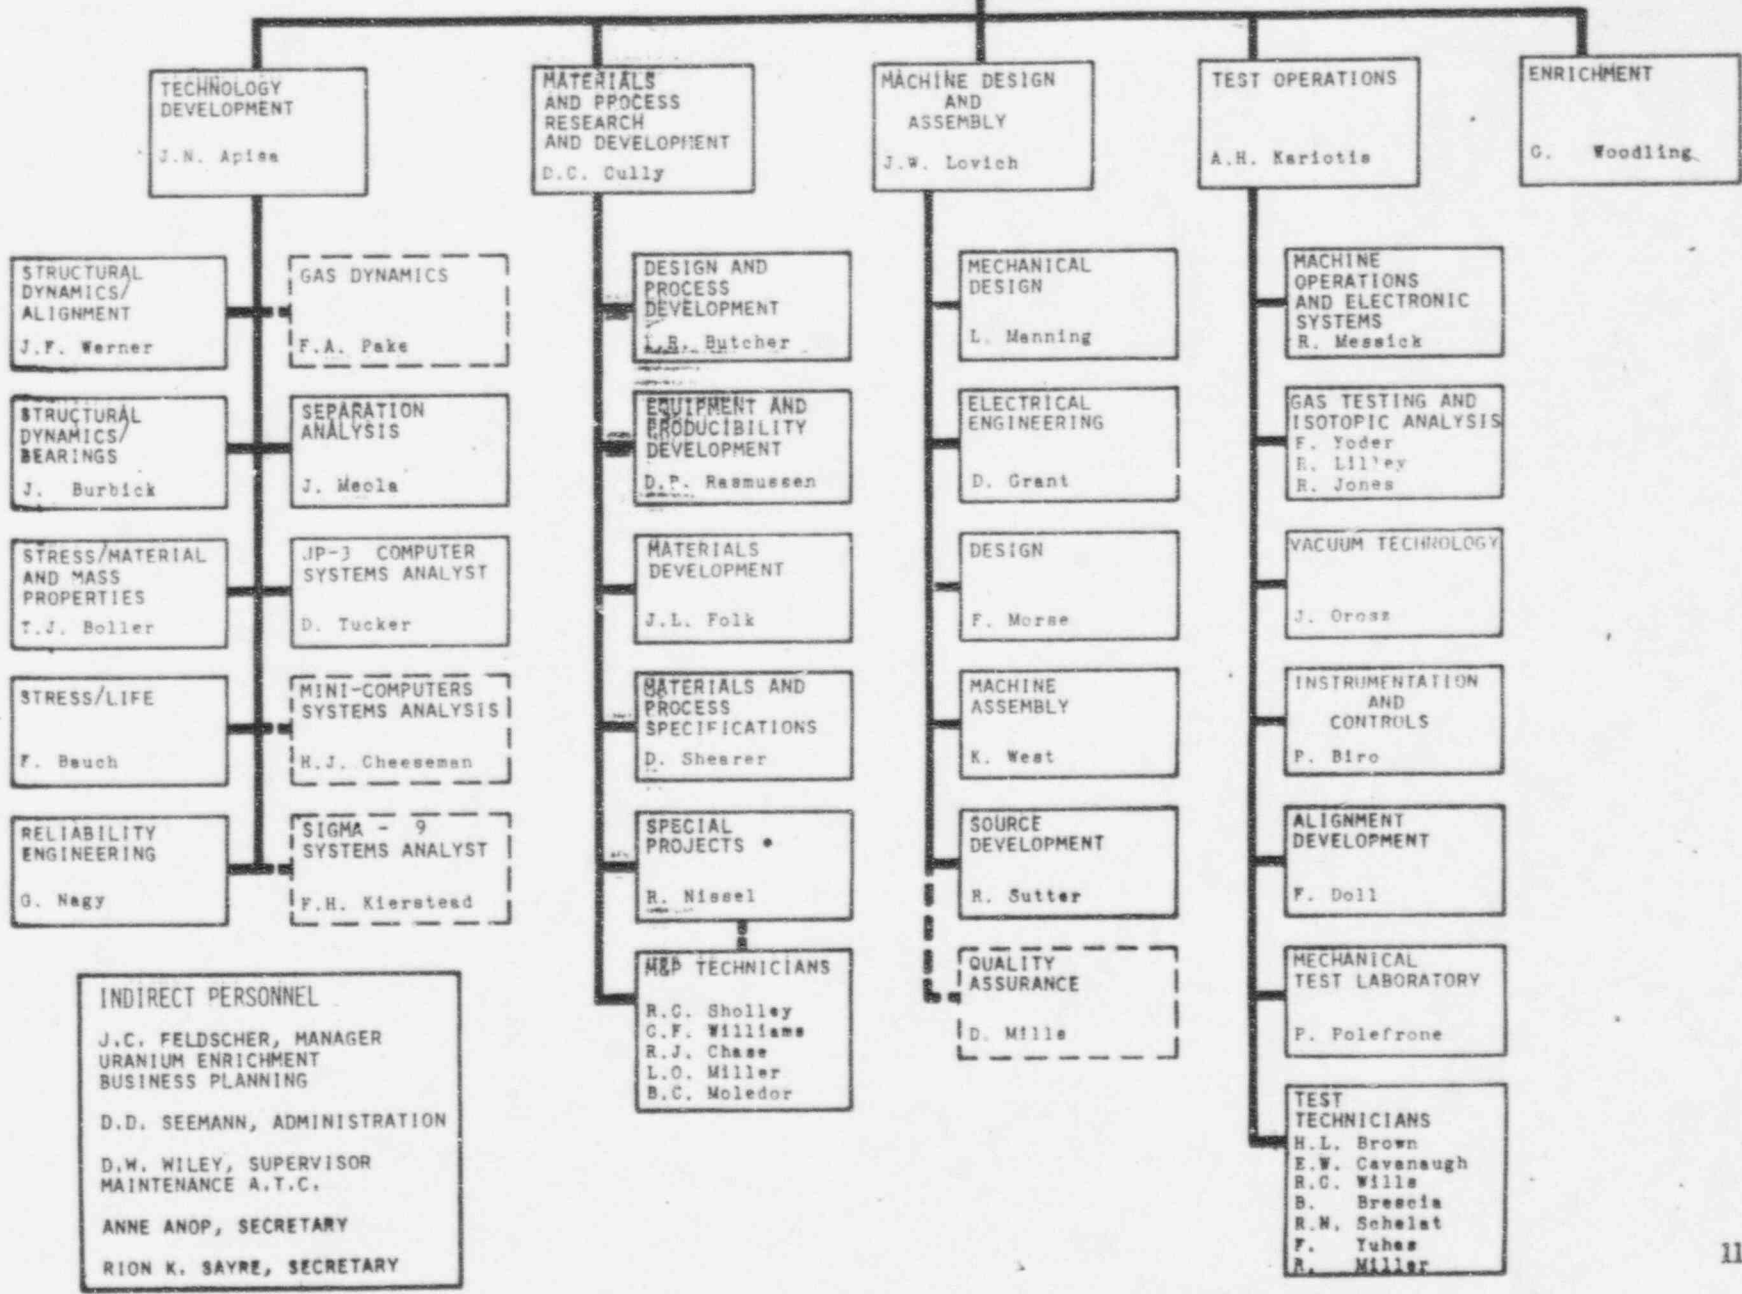 TECHNOLOGY
DEVELOPMENT
J.N. Apisa
MATERIALS
AND PROCESS
RESEARCH
AND DEVELOPMENT
D.C. Cully
MACHINE DESIGN
AND
ASSEMBLY
J.W. Lovich
TEST OPERATIONS
A.H. Kariotis
ENRICHMENT
G. Woodling
STRUCTURAL
DYNAMICS/
ALIGNMENT
J.F. Werner
GAS DYNAMICS
F.A. Pake
STRUCTURAL
DYNAMICS/
BEARINGS
J. Burbick
SEPARATION
ANALYSIS
J. Meola
STRESS/MATERIAL
AND MASS
PROPERTIES
T.J. Boller
JP-3 COMPUTER
SYSTEMS ANALYST
D. Tucker
STRESS/LIFE
F. Bauch
MINI-COMPUTERS
SYSTEMS ANALYSIS
H.J. Cheeseman
RELIABILITY
ENGINEERING
G. Nagy
SIGMA - 9
SYSTEMS ANALYST
F.H. Kierstead
DESIGN AND
PROCESS
DEVELOPMENT
L.R. Butcher
EQUIPMENT AND
PRODUCIBILITY
DEVELOPMENT
D.P. Rasmussen
MATERIALS
DEVELOPMENT
J.L. Folk
MATERIALS AND
PROCESS
SPECIFICATIONS
D. Shearer
SPECIAL
PROJECTS •
R. Nissel
M&P TECHNICIANS
R.C. Sholley
C.F. Williams
R.J. Chase
L.O. Miller
B.C. Moledor
MECHANICAL
DESIGN
L. Manning
ELECTRICAL
ENGINEERING
D. Grant
DESIGN
F. Morse
MACHINE
ASSEMBLY
K. West
SOURCE
DEVELOPMENT
R. Sutter
QUALITY
ASSURANCE
D. Mills
MACHINE
OPERATIONS
AND ELECTRONIC
SYSTEMS
R. Messick
GAS TESTING AND
ISOTOPIC ANALYSIS
F. Yoder
R. Lilley
R. Jones
VACUUM TECHNOLOGY
J. Orosz
INSTRUMENTATION
AND
CONTROLS
P. Biro
ALIGNMENT
DEVELOPMENT
F. Doll
MECHANICAL
TEST LABORATORY
P. Polefrone
TEST
TECHNICIANS
H.L. Brown
E.W. Cavanaugh
R.C. Wills
B. Brescia
R.N. Schelat
F. Yuhas
R. Miller
INDIRECT PERSONNEL
J.C. FELDSCHER, MANAGER
URANIUM ENRICHMENT
BUSINESS PLANNING
D.D. SEEMANN, ADMINISTRATION
D.W. WILEY, SUPERVISOR
MAINTENANCE A.T.C.
ANNE ANOP, SECRETARY
RION K. SAYRE, SECRETARY
11